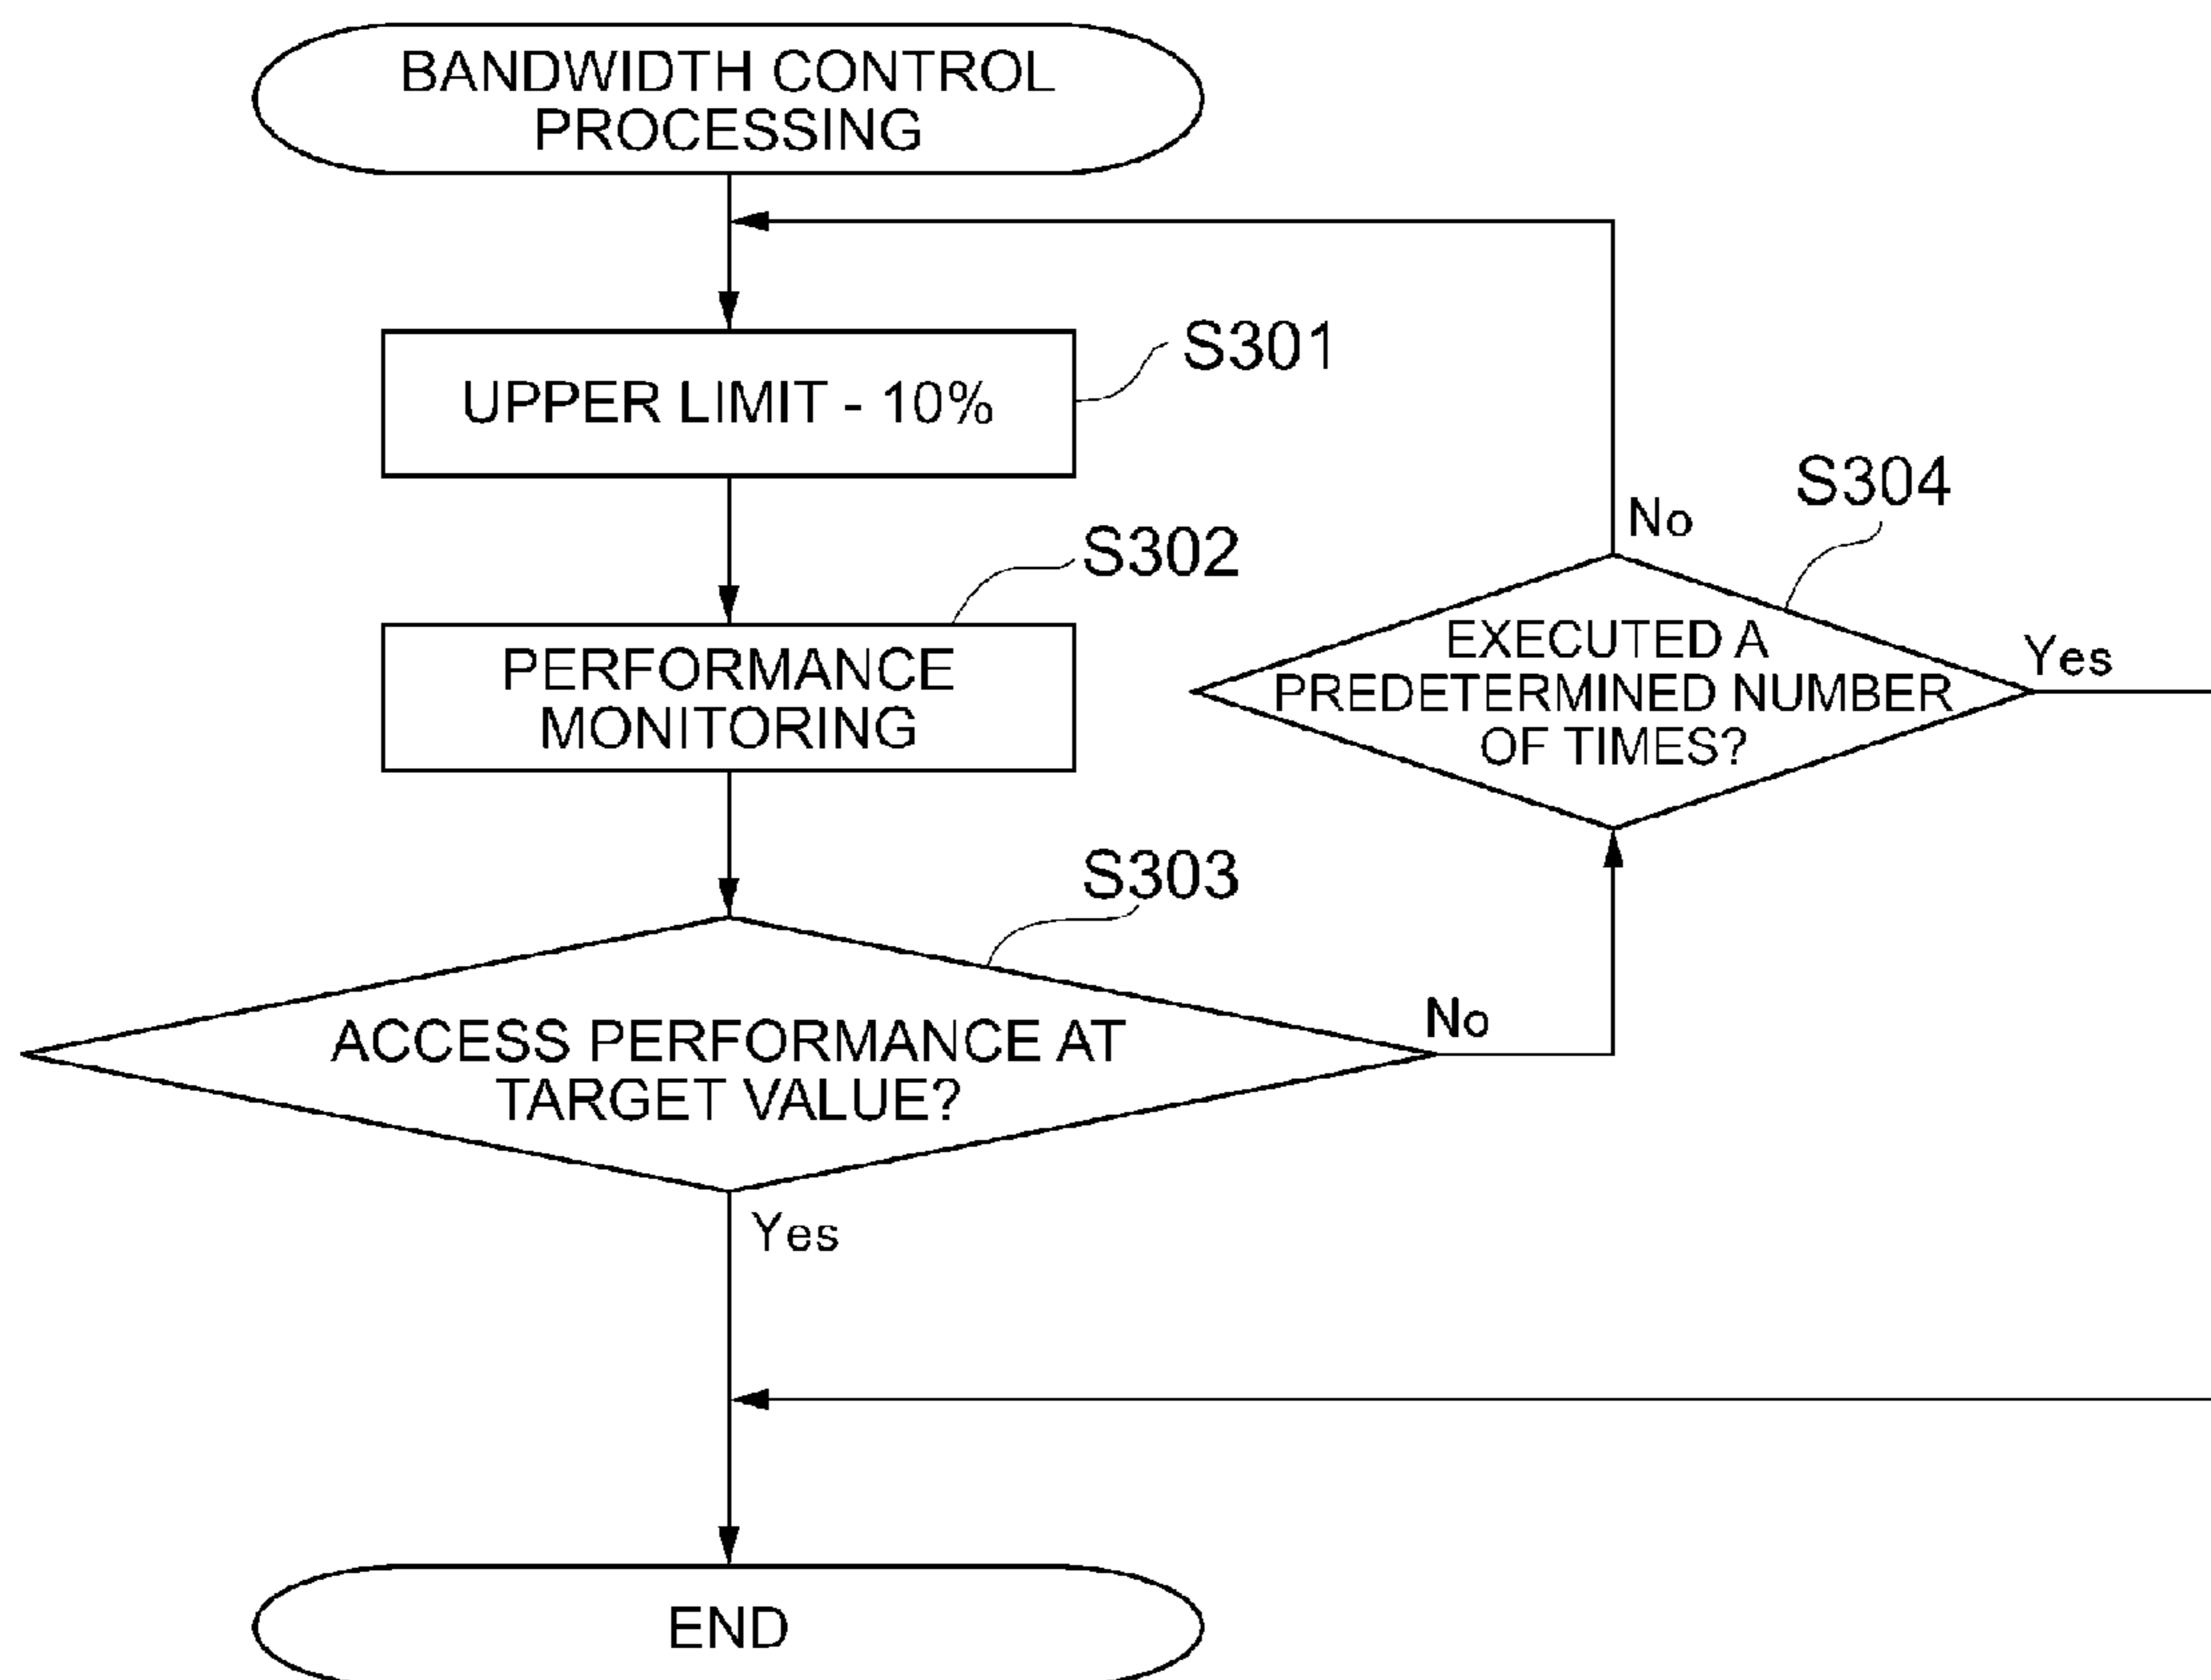 BANDWIDTH CONTROL
PROCESSING
UPPER LIMIT - 10%
S301
S302
PERFORMANCE
MONITORING
S304
No
EXECUTED A
PREDETERMINED NUMBER
OF TIMES?
Yes
S303
ACCESS PERFORMANCE AT
TARGET VALUE?
No
Yes
END